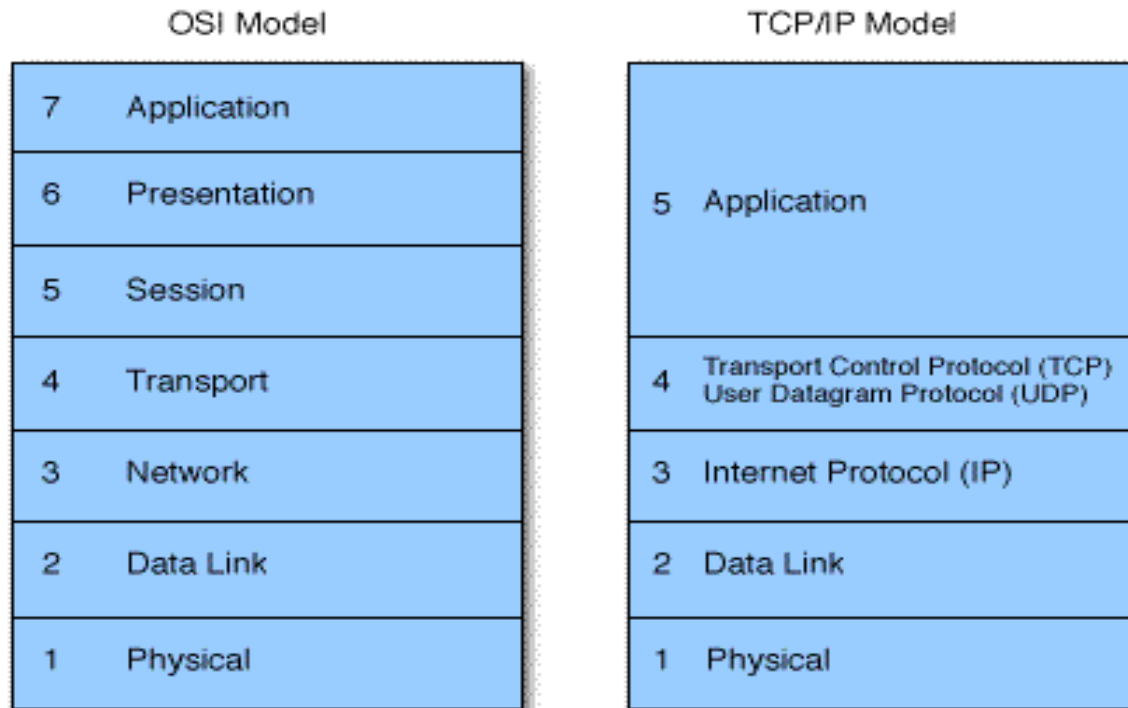 OSI Model
7 Application
6 Presentation
5 Session
4 Transport
3 Network
2 Data Link
1 Physical
TCP/IP Model
5 Application
4 Transport Control Protocol (TCP)
User Datagram Protocol (UDP)
3 Internet Protocol (IP)
2 Data Link
1 Physical